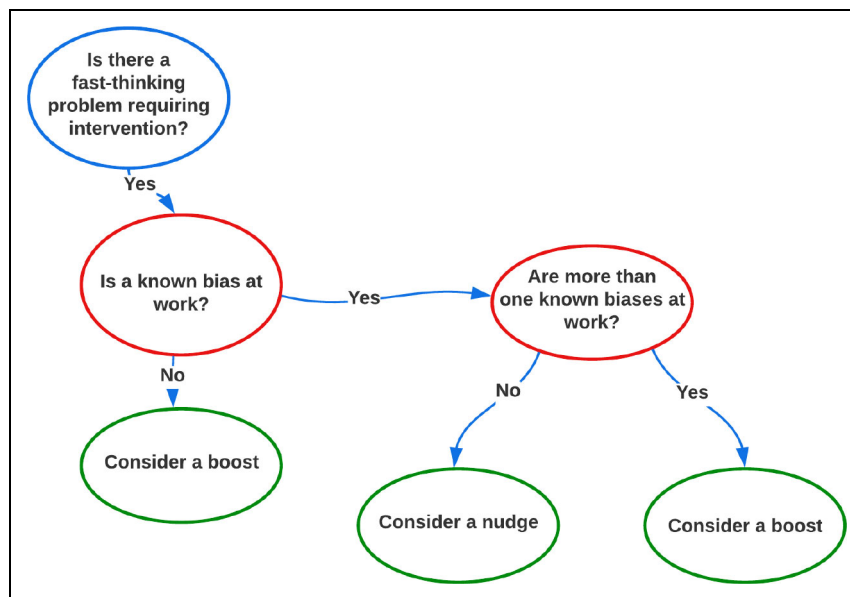 Is there a
fast-thinking
problem requiring
intervention?
Yes
Is a known bias at
work?
Yes
Are more than
one known biases at
work?
No
Consider a boost
No
Consider a nudge
Yes
Consider a boost